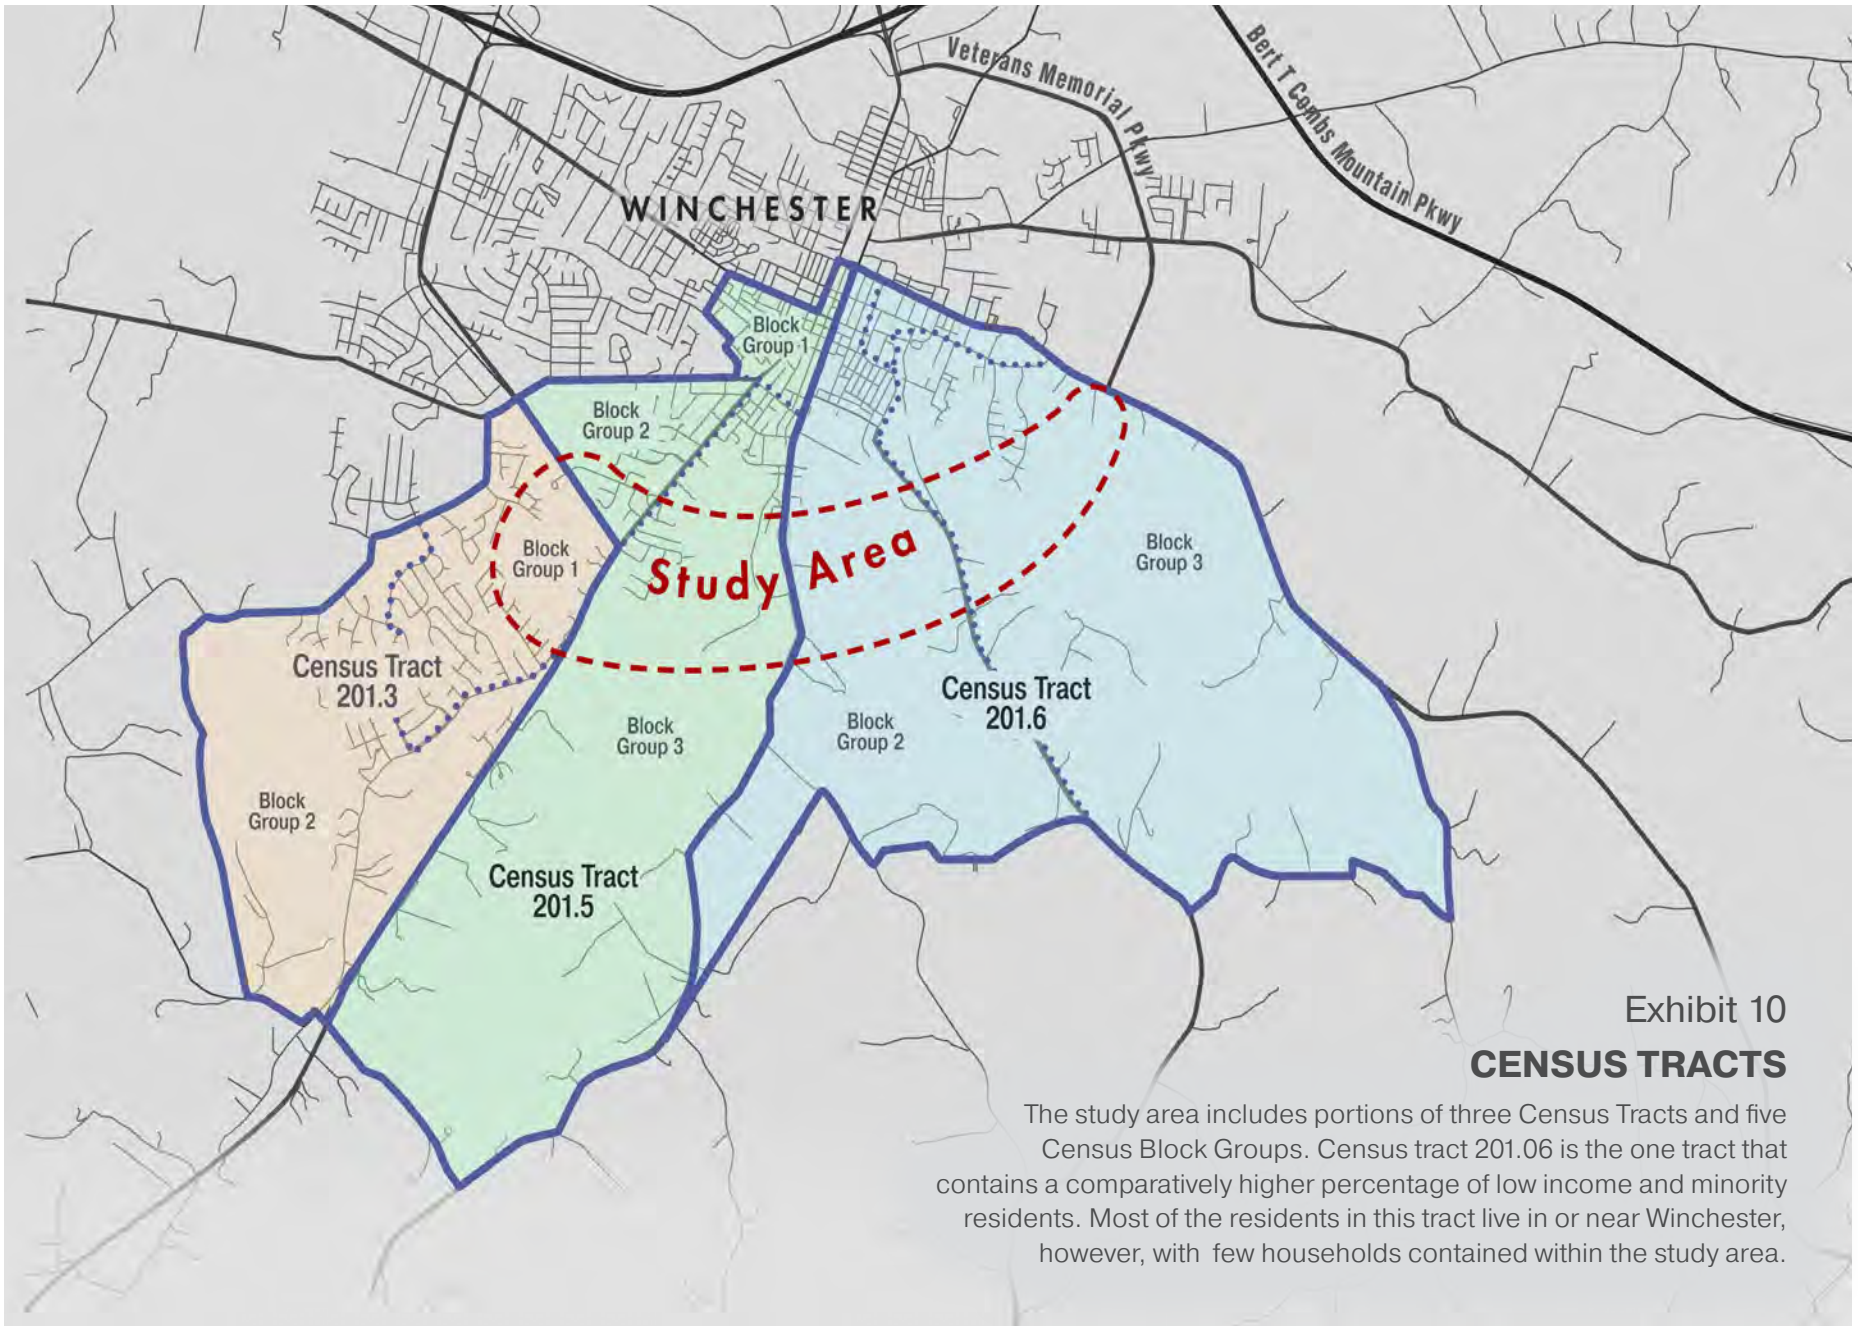 Veterans Memorial Pkwy
Bert T Combs Mountain Pkwy
WINCHESTER
Block
Group 1
Block
Group 2
Block
Group 1
Study Area
Block
Group 3
Census Tract
201.3
Census Tract
201.6
Block
Group 3
Block
Group 2
Block
Group 2
Census Tract
201.5
Exhibit 10
CENSUS TRACTS
The study area includes portions of three Census Tracts and five
Census Block Groups. Census tract 201.06 is the one tract that
contains a comparatively higher percentage of low income and minority
residents. Most of the residents in this tract live in or near Winchester,
however, with few households contained within the study area.